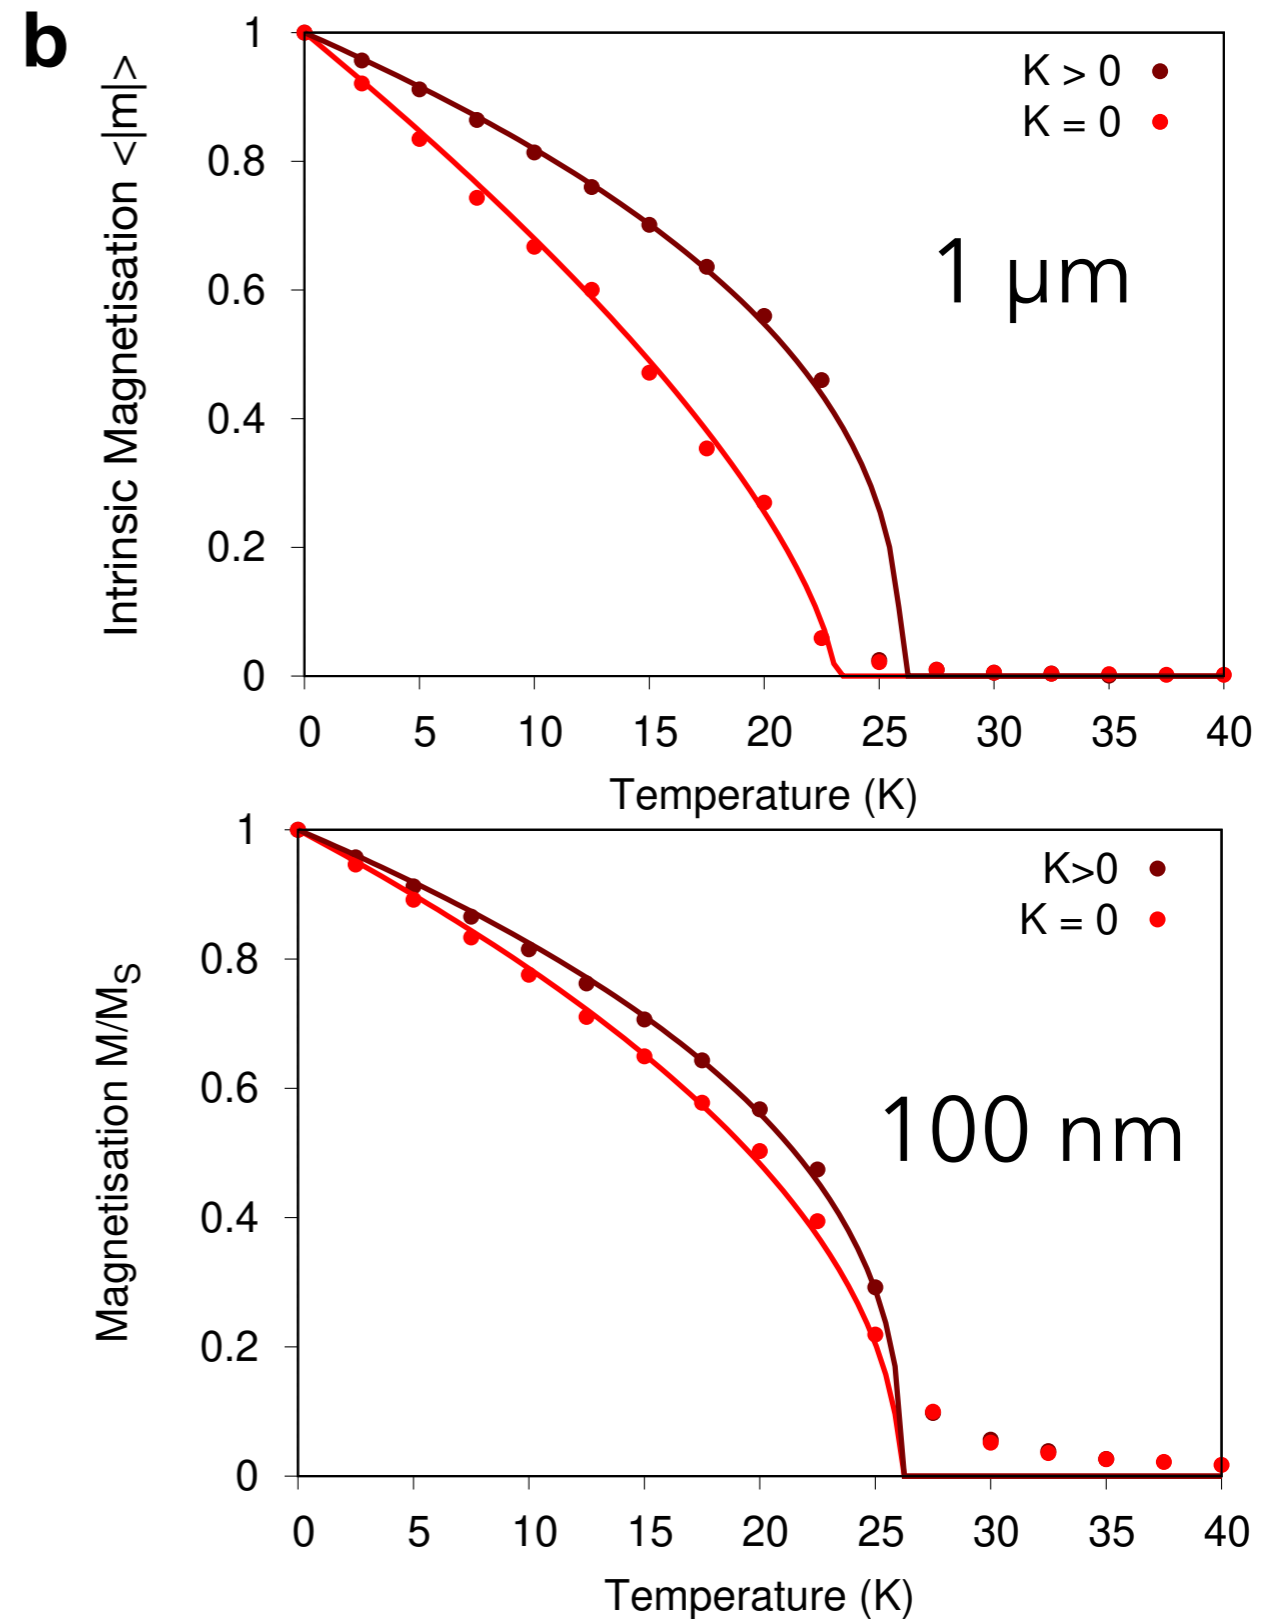 b
Intrinsic Magnetisation <|m|>
1
0.8
0.6
0.4
0.2
0
K > 0
K = 0
1 μm
0 5 10 15 20 25 30 35 40
Temperature (K)
Magnetisation M/MS
1
0.8
0.6
0.4
0.2
0
K>0
K = 0
100 nm
0 5 10 15 20 25 30 35 40
Temperature (K)